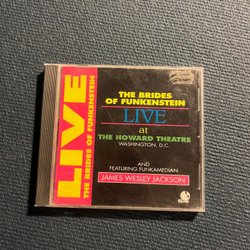 LIVE
THE BRIDES OF FUNKENSTEIN
THE BRIDES
OF FUNKENSTEIN
LIVE
at
THE HOWARD THEATRE
WASHINGTON, D.C.
AND
FEATURING FUNKAMEDIAN
JAMES WESLEY JACKSON